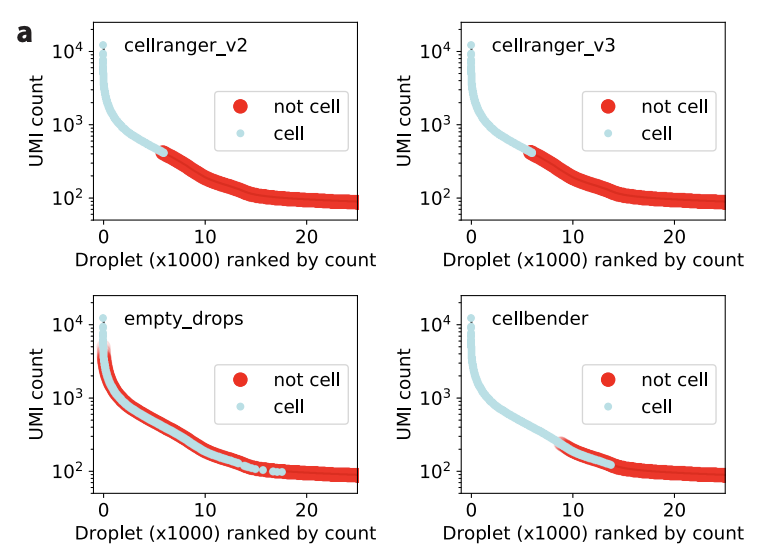 a
cellranger_v2
UMI count
10^4
10^3
10^2
not cell
cell
0 10 20
Droplet (x1000) ranked by count
cellranger_v3
UMI count
10^4
10^3
10^2
not cell
cell
0 10 20
Droplet (x1000) ranked by count
empty_drops
UMI count
10^4
10^3
10^2
not cell
cell
0 10 20
Droplet (x1000) ranked by count
cellbender
UMI count
10^4
10^3
10^2
not cell
cell
0 10 20
Droplet (x1000) ranked by count